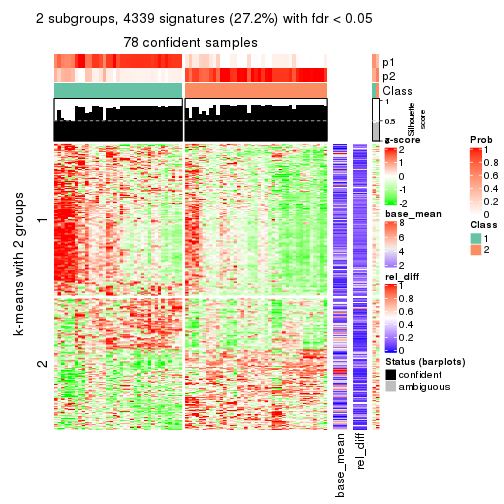 2 subgroups, 4339 signatures (27.2%) with fdr < 0.05
78 confident samples
p1
p2
Class
1
0.5
0
Silhouette
score
k-means with 2 groups
1
2
base_mean
rel_diff
z-score
2
1
0
-1
-2
base_mean
8
6
4
2
rel_diff
1
0.8
0.6
0.4
0.2
0
Status (barplots)
confident
ambiguous
Prob
1
0.8
0.6
0.4
0.2
0
Class
1
2